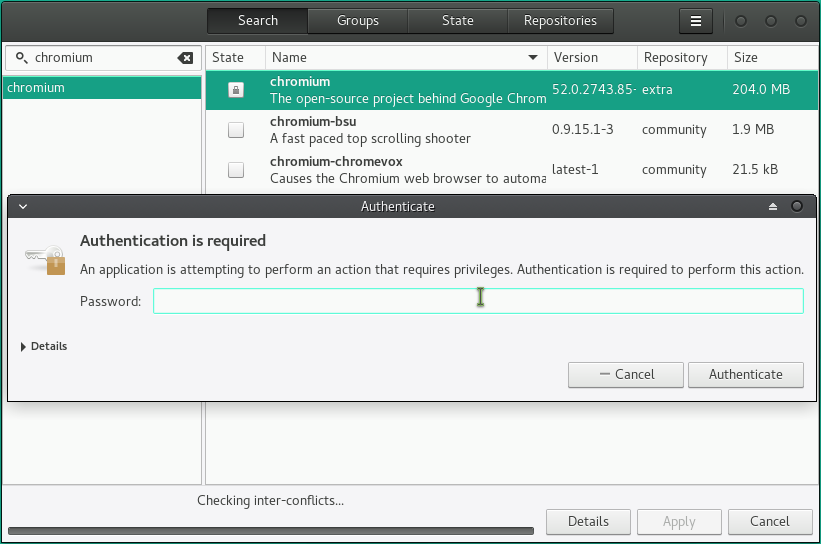 Search Groups State Repositories
chromium
State Name Version Repository Size
chromium
chromium
The open-source project behind Google Chrom 52.0.2743.85- extra 204.0 MB
chromium-bsu
A fast paced top scrolling shooter 0.9.15.1-3 community 1.9 MB
chromium-chromevox
Causes the Chromium web browser to automa latest-1 community 21.5 kB
Authenticate
Authentication is required
An application is attempting to perform an action that requires privileges. Authentication is required to perform this action.
Password:
Details
Cancel Authenticate
Checking inter-conflicts...
Details Apply Cancel